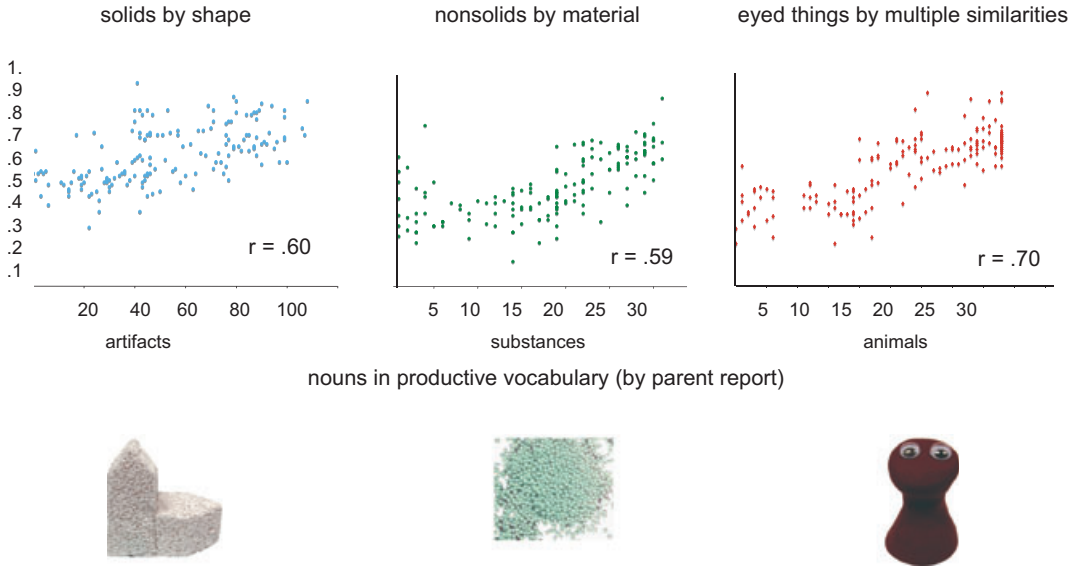 solids by shape
nonsolids by material
eyed things by multiple similarities
1.
.9
.8
.7
.6
.5
.4
.3
.2
.1
r = .60
r = .59
r = .70
20 40 60 80 100
5 10 15 20 25 30
5 10 15 20 25 30
artifacts
substances
animals
nouns in productive vocabulary (by parent report)